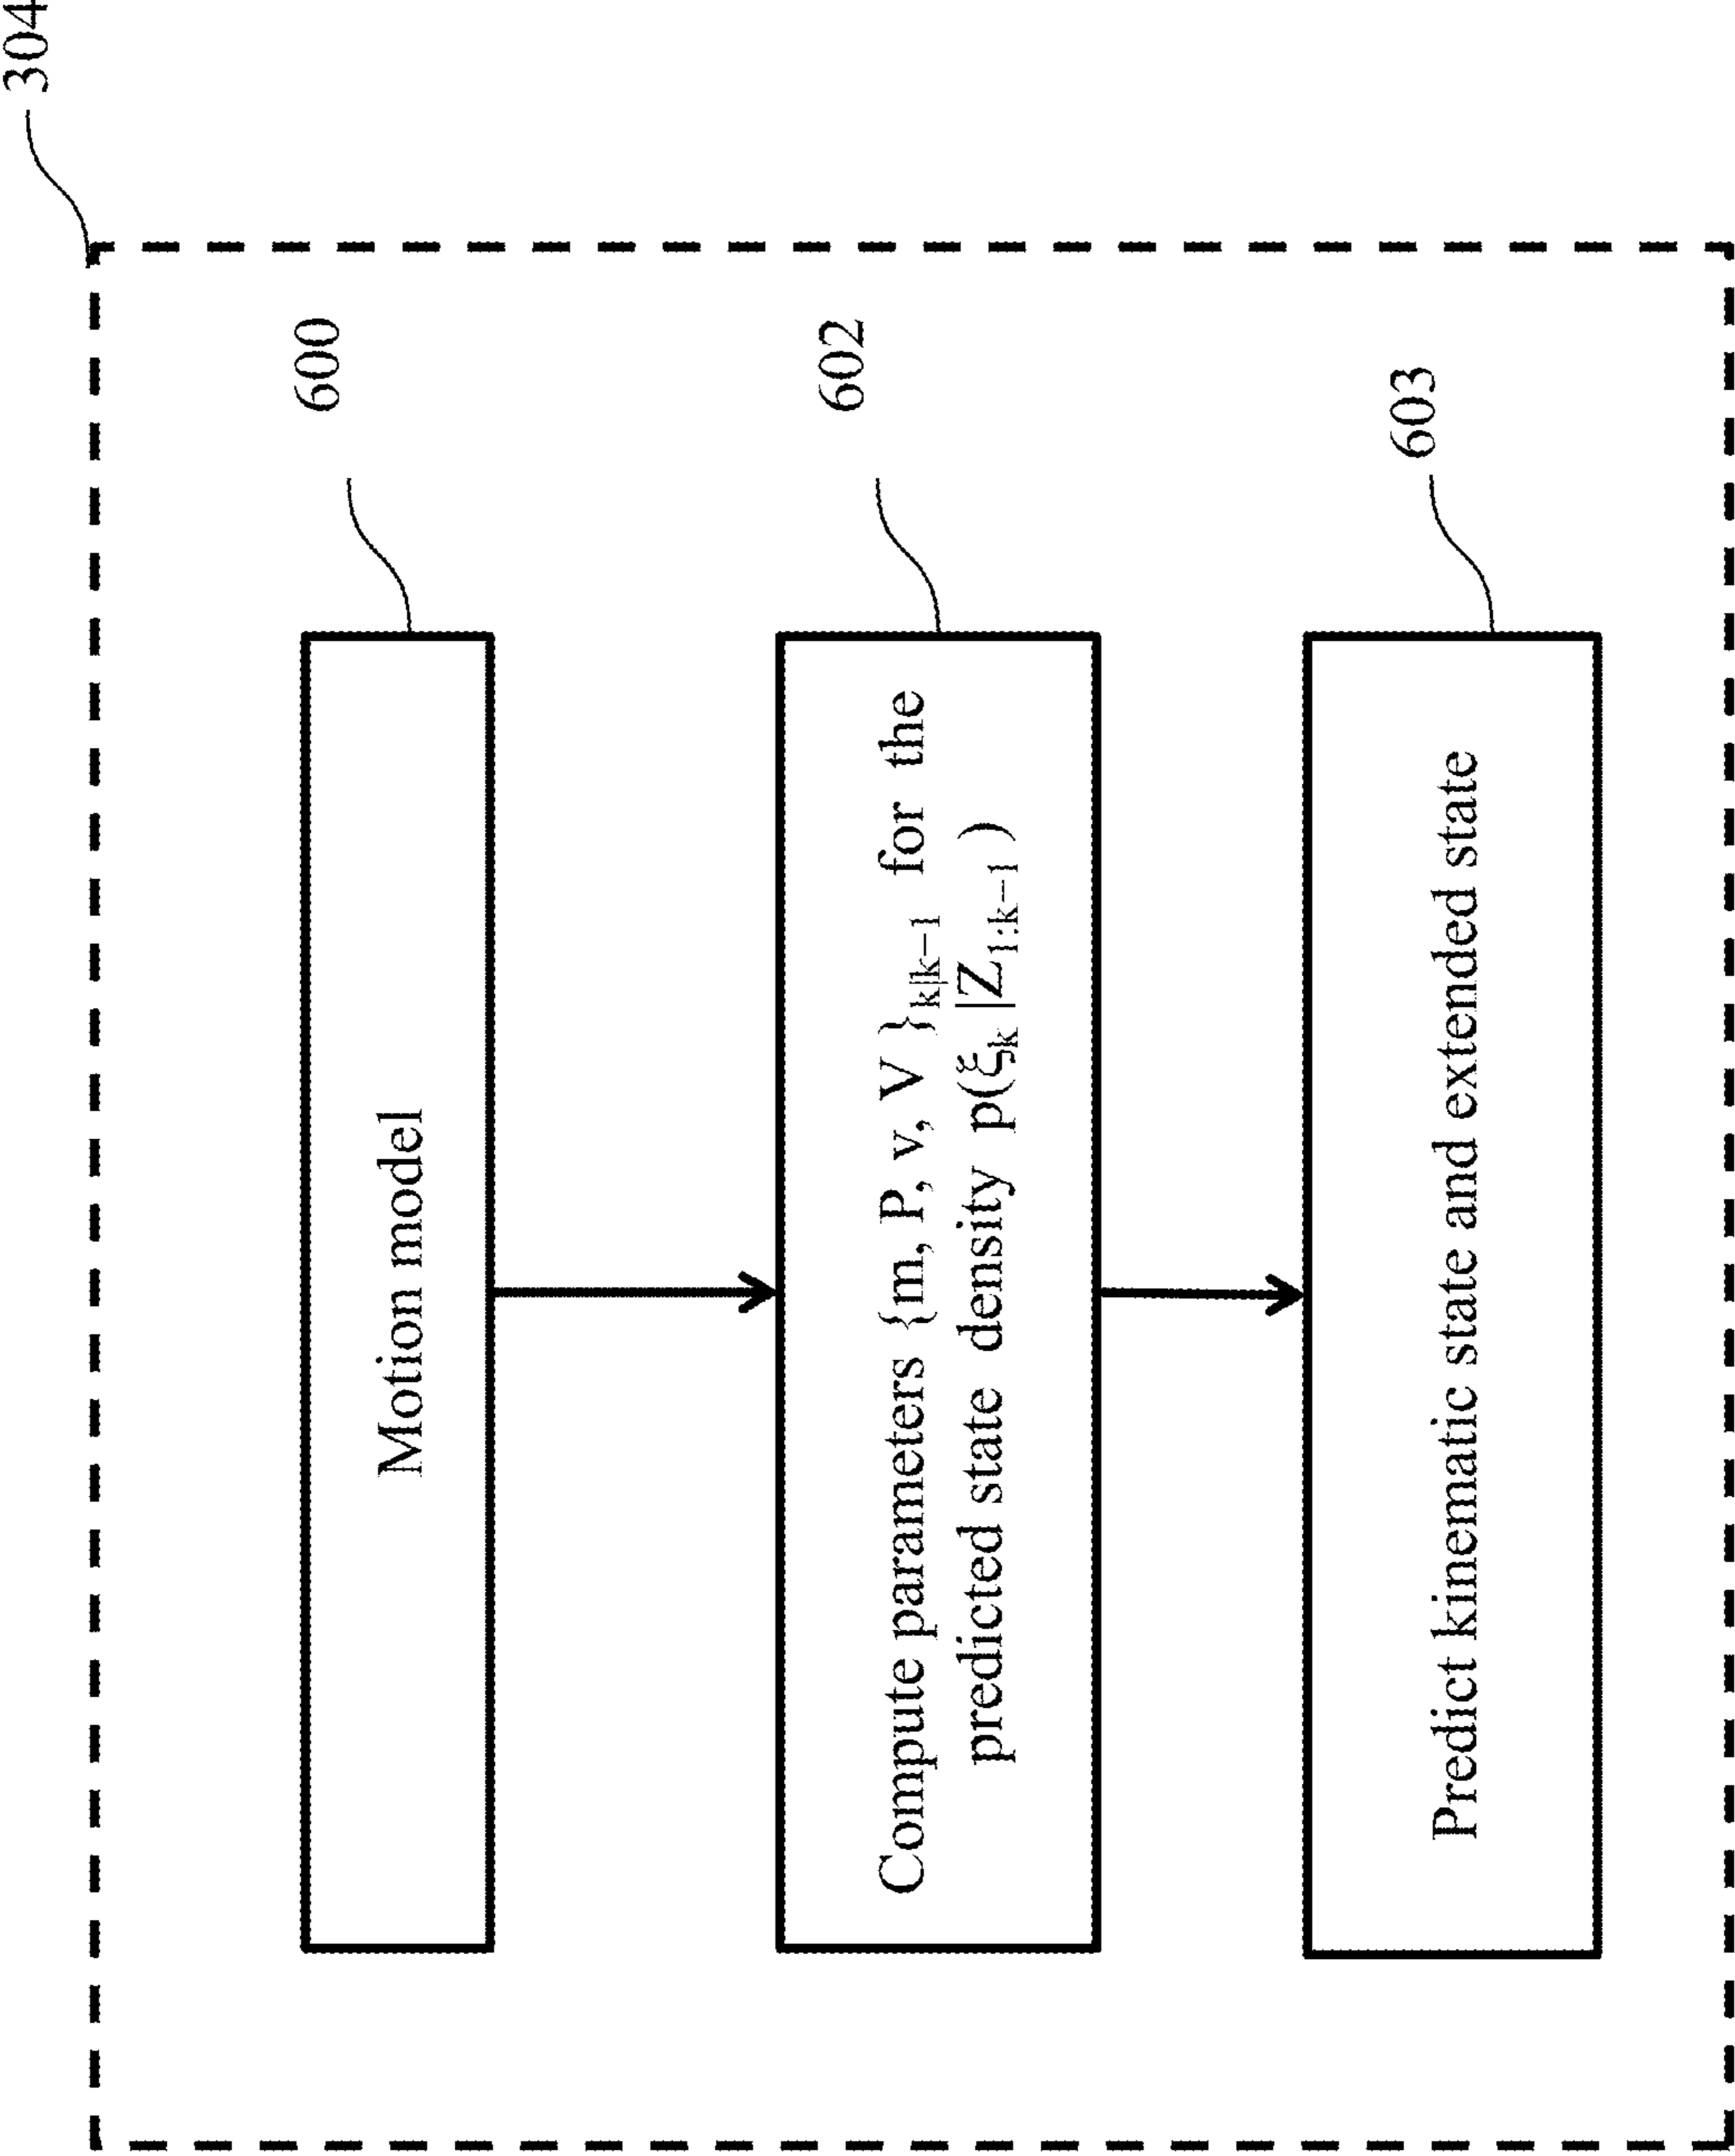 304
600
Motion model
602
Compute parameters {m, P, v, V}k|k−1 for the
predicted state density p(ξk|Z1:k−1)
603
Predict kinematic state and extended state